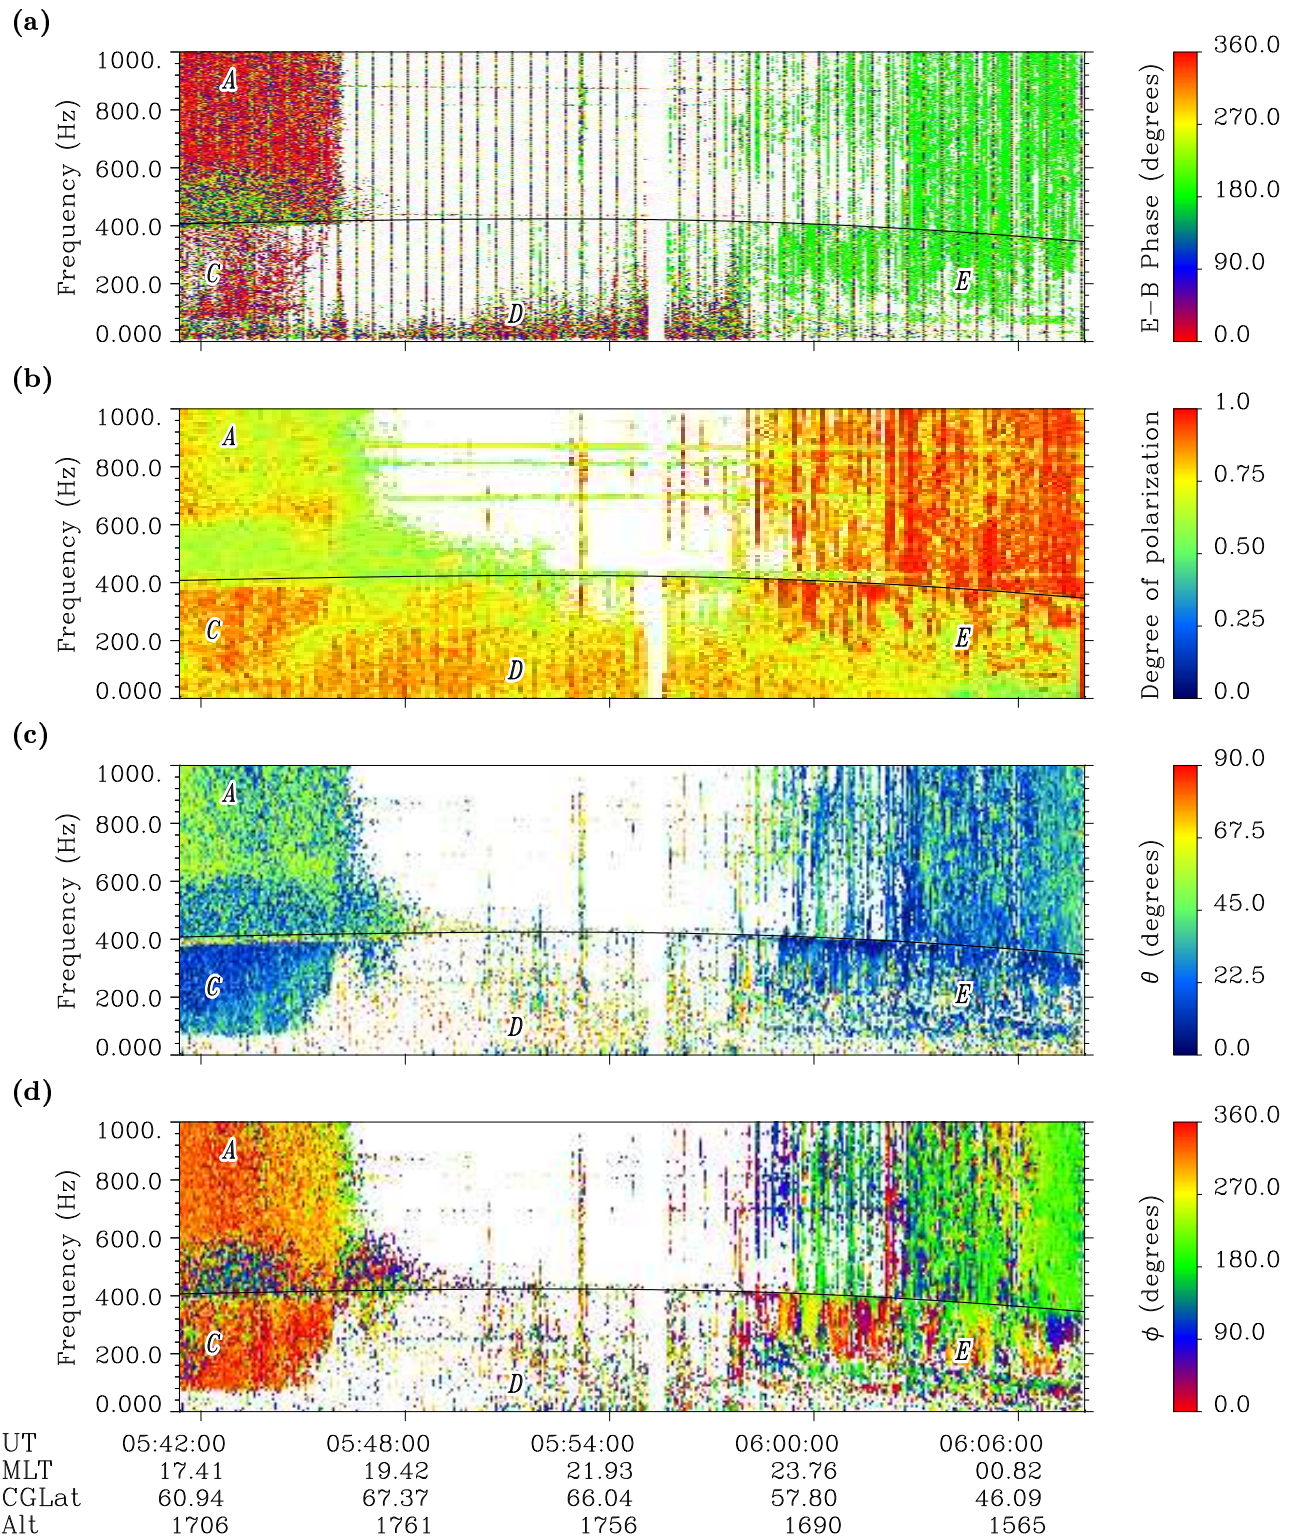 (a)
1000.
800.0
600.0
400.0
200.0
0.000
Frequency (Hz)
A
C
D
E
360.0
270.0
180.0
90.0
0.0
E-B Phase (degrees)
(b)
1000.
800.0
600.0
400.0
200.0
0.000
Frequency (Hz)
A
C
D
E
1.0
0.75
0.50
0.25
0.0
Degree of polarization
(c)
1000.
800.0
600.0
400.0
200.0
0.000
Frequency (Hz)
A
C
D
E
90.0
67.5
45.0
22.5
0.0
θ (degrees)
(d)
1000.
800.0
600.0
400.0
200.0
0.000
Frequency (Hz)
A
C
D
E
360.0
270.0
180.0
90.0
0.0
ϕ (degrees)
UT 05:42:00 05:48:00 05:54:00 06:00:00 06:06:00
MLT 17.41 19.42 21.93 23.76 00.82
CGLat 60.94 67.37 66.04 57.80 46.09
Alt 1706 1761 1756 1690 1565